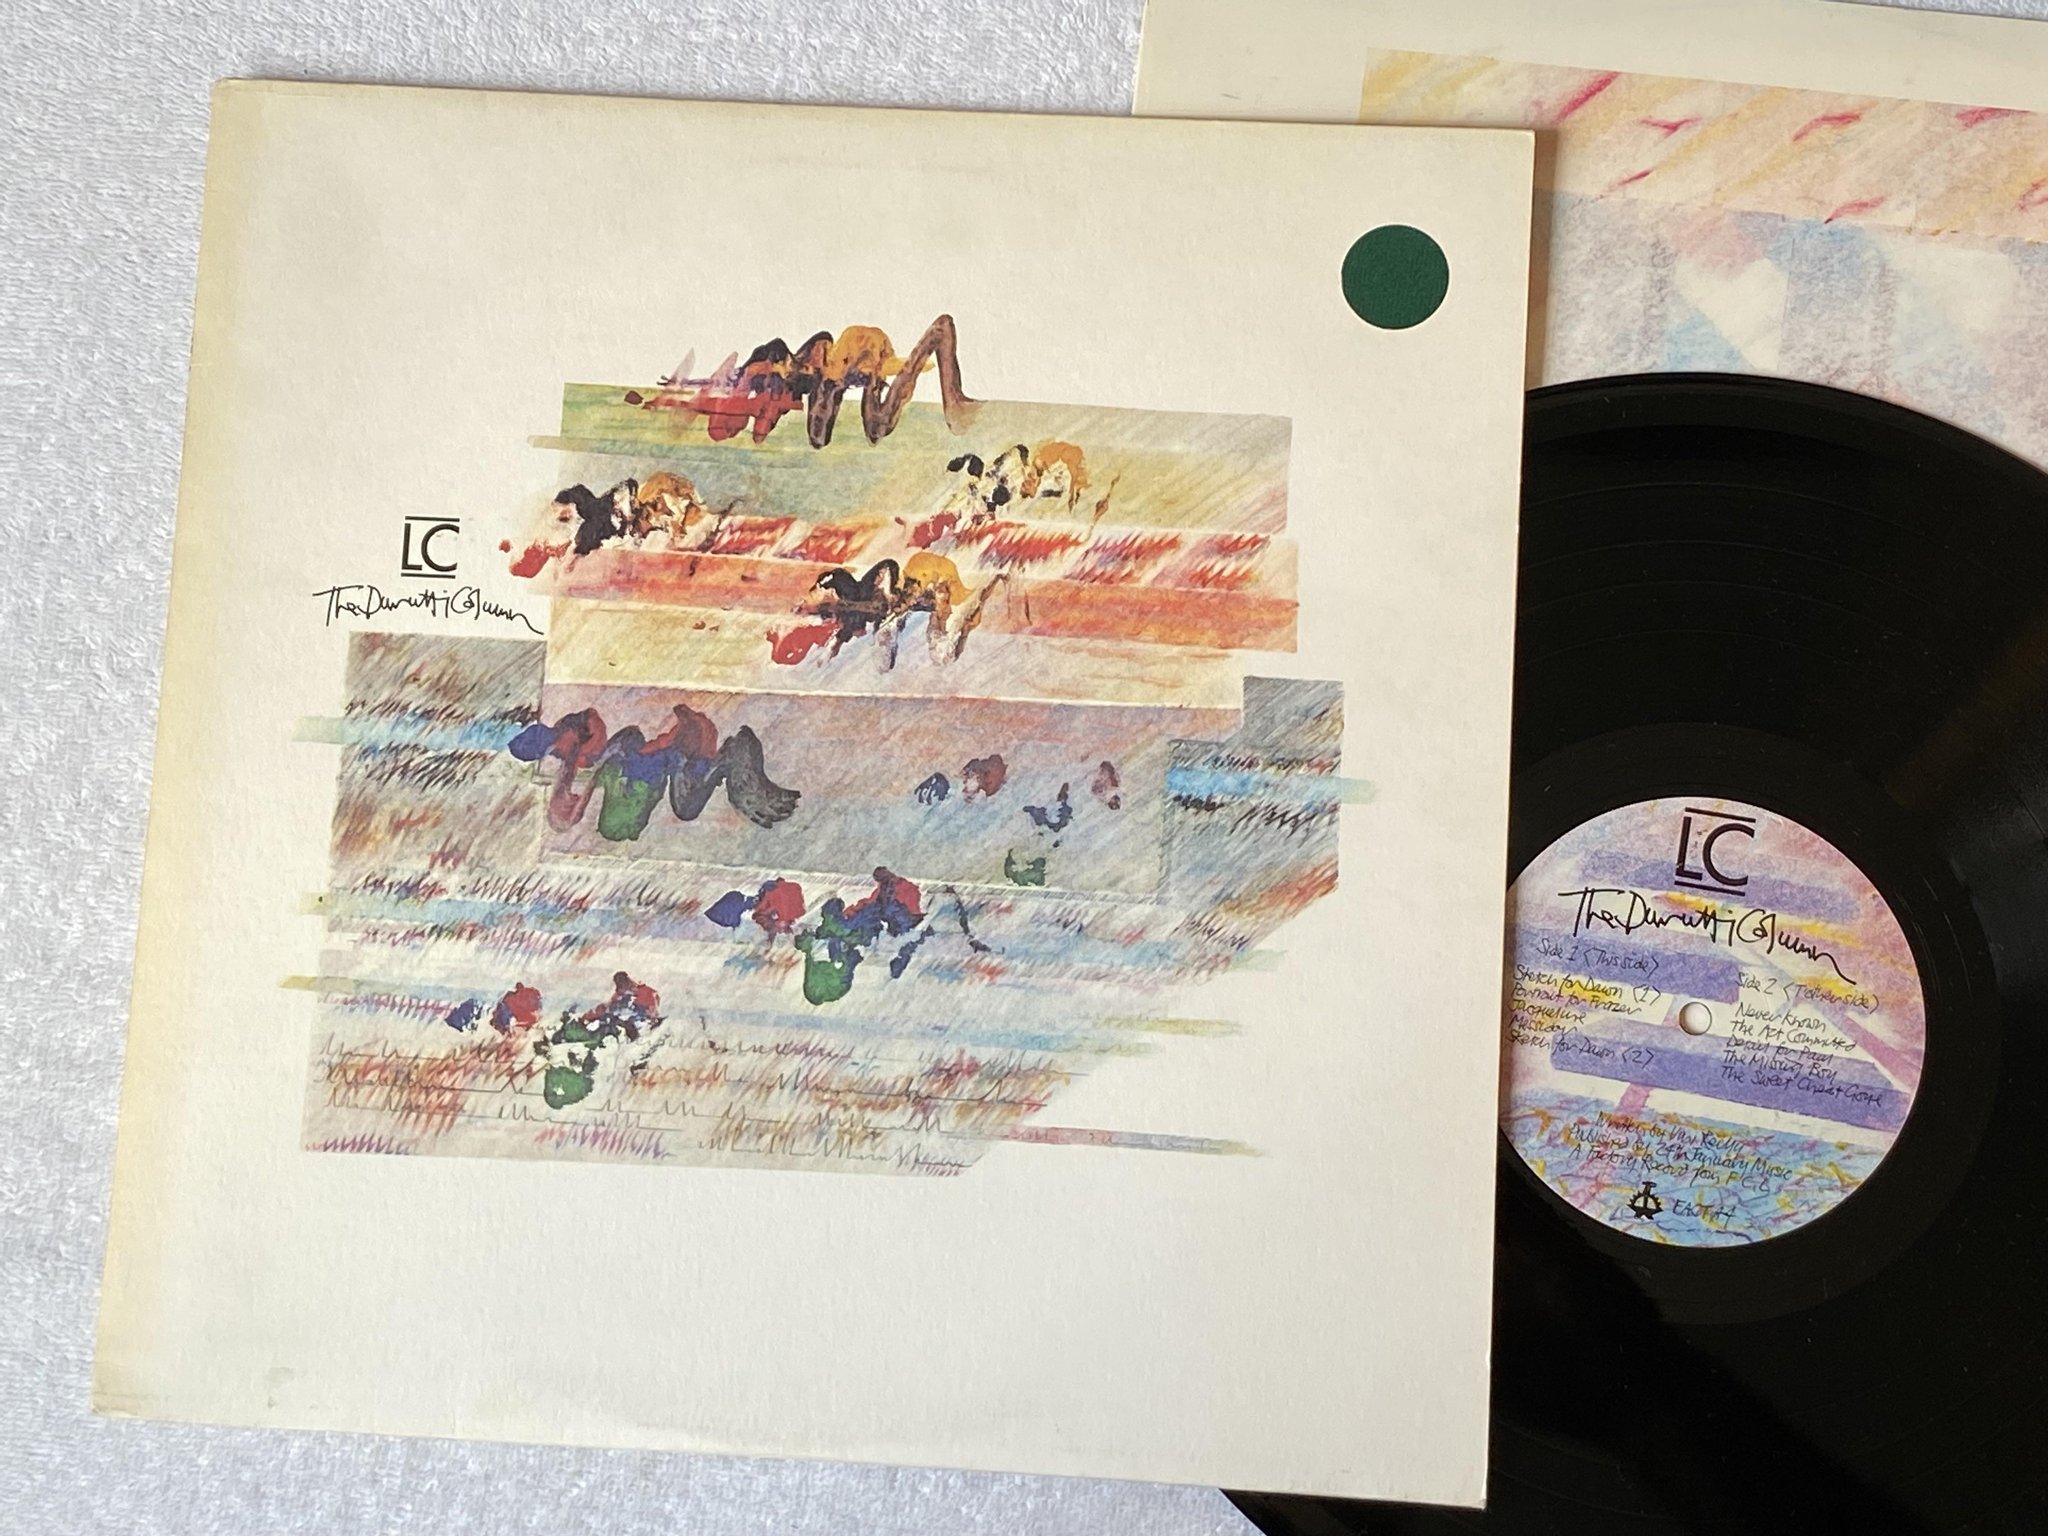 LC
The Durutti Column
LC
The Durutti Column
Side 1 <This side>
Sketch for Dawn <1>
Portrait for Frazer
Jacqueline
Messidor
Sketch for Dawn <2>
Side 2 <T'other side>
Never Known
The Act Committed
Detail for Paul
The Missing Boy
The Sweet Cheat Gone
Written by Vini Reilly
Published by 24th January Music
A Factory Record from F.C.L
FACT 44